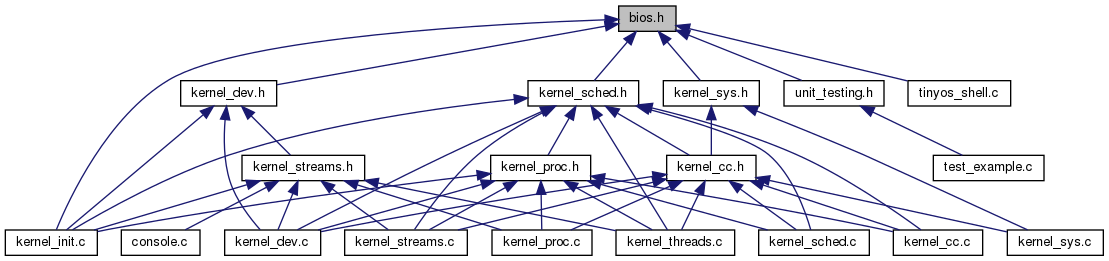 bios.h
kernel_dev.h
kernel_sched.h
kernel_sys.h
unit_testing.h
tinyos_shell.c
kernel_streams.h
kernel_proc.h
kernel_cc.h
test_example.c
kernel_init.c
console.c
kernel_dev.c
kernel_streams.c
kernel_proc.c
kernel_threads.c
kernel_sched.c
kernel_cc.c
kernel_sys.c